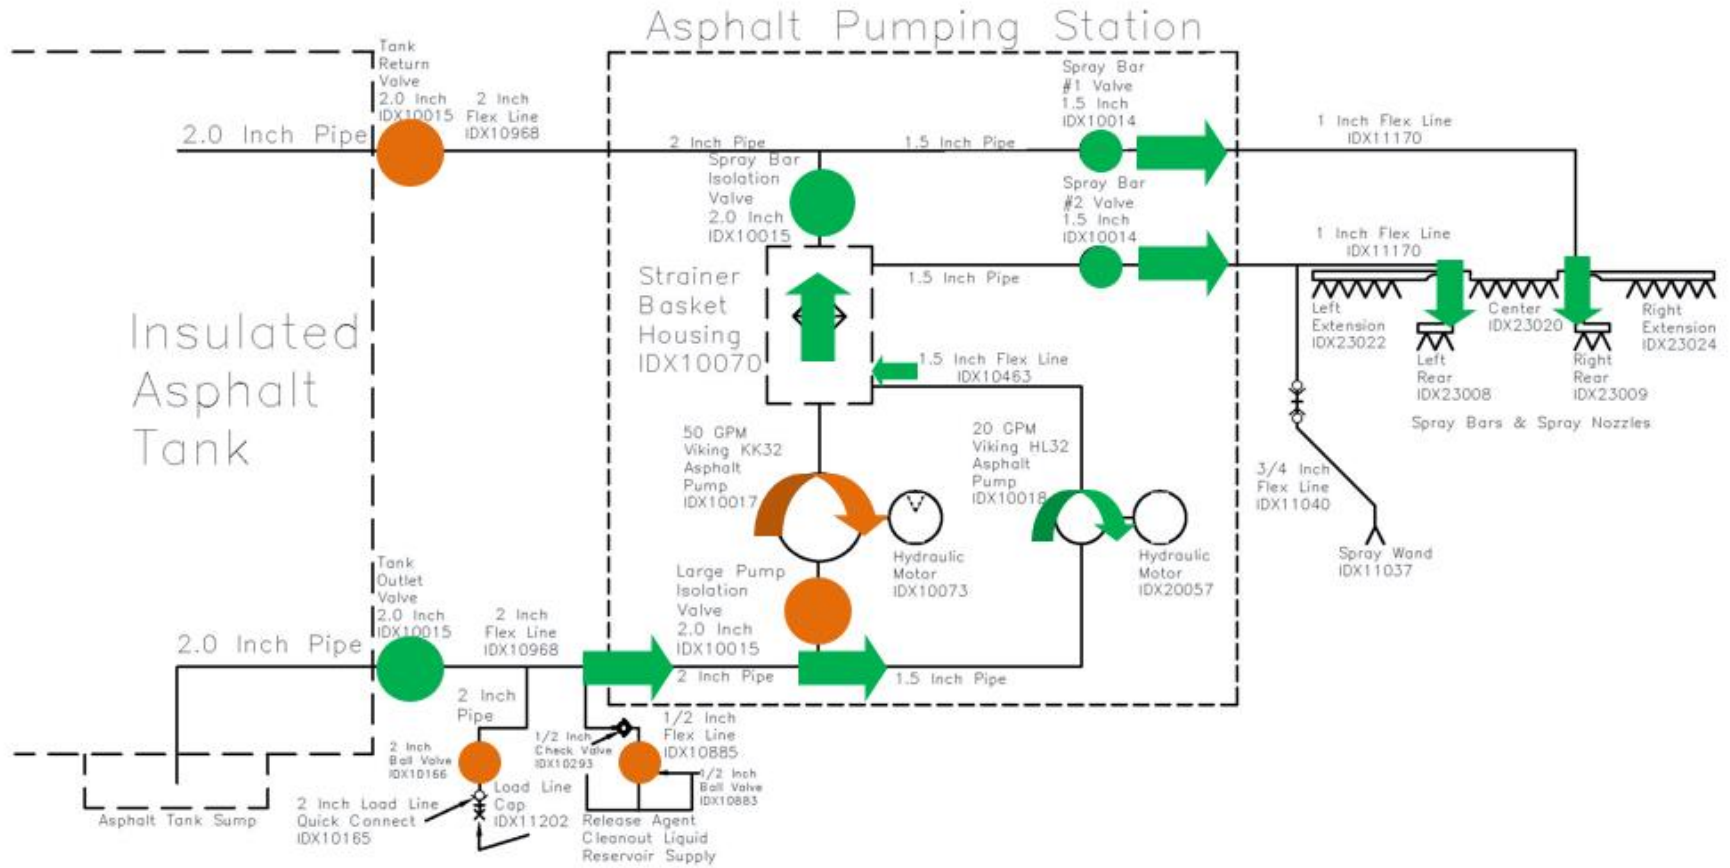 Asphalt Pumping Station
Tank
Return
Valve
2.0 Inch
IDX10015
2 Inch
Flex Line
IDX10968
2.0 Inch Pipe
2 Inch Pipe
Spray Bar
Isolation
Valve
2.0 Inch
IDX10015
1.5 Inch Pipe
Spray Bar
#1 Valve
1.5 Inch
IDX10014
1 Inch Flex Line
IDX11170
Spray Bar
#2 Valve
1.5 Inch
IDX10014
1.5 Inch Pipe
1 Inch Flex Line
IDX11170
Strainer
Basket
Housing
IDX10070
1.5 Inch Flex Line
IDX10463
Left
Extension
IDX23022
Center
IDX23020
Right
Extension
IDX23024
Left
Rear
IDX23008
Right
Rear
IDX23009
Spray Bars & Spray Nozzles
Insulated
Asphalt
Tank
50 GPM
Viking KK32
Asphalt
Pump
IDX10017
Hydraulic
Motor
IDX10073
20 GPM
Viking HL32
Asphalt
Pump
IDX10018
Hydraulic
Motor
IDX20057
3/4 Inch
Flex Line
IDX11040
Spray Wand
IDX11037
Tank
Outlet
Valve
2.0 Inch
IDX10015
2 Inch
Flex Line
IDX10968
2.0 Inch Pipe
Large Pump
Isolation
Valve
2.0 Inch
IDX10015
2 Inch Pipe
1.5 Inch Pipe
2 Inch
Pipe
2 Inch
Ball Valve
IDX10166
1/2 Inch
Check Valve
IDX10293
1/2 Inch
Flex Line
IDX10885
1/2 Inch
Ball Valve
IDX10883
Asphalt Tank Sump
2 Inch Load Line
Quick Connect
IDX10165
Load Line
Cap
IDX11202
Release Agent
Cleanout Liquid
Reservoir Supply